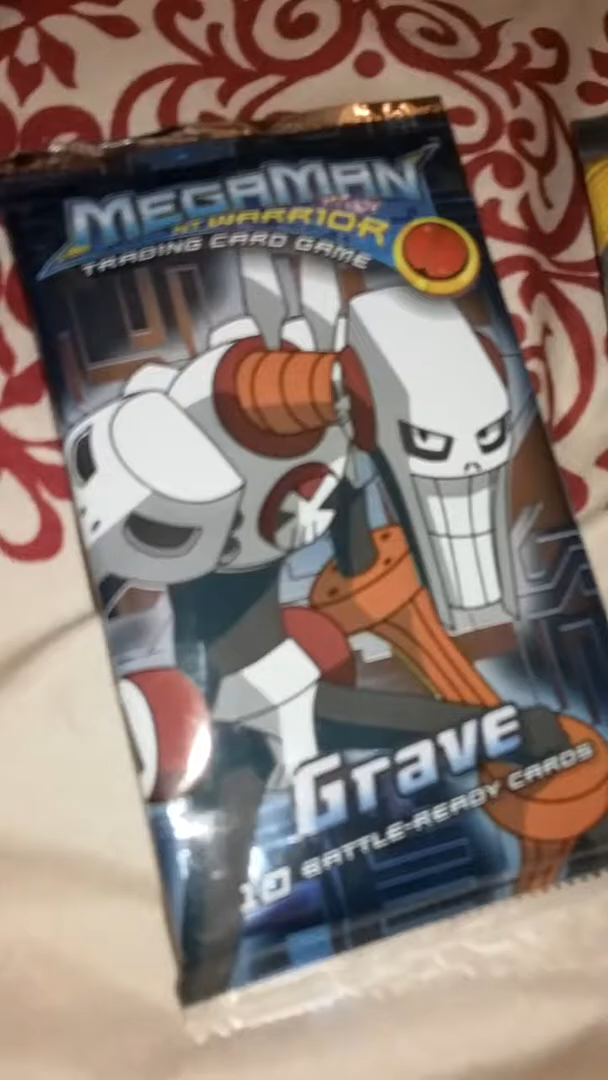 MEGAMAN
NT WARRIOR
TRADING CARD GAME
Grave
10 BATTLE-READY CARDS